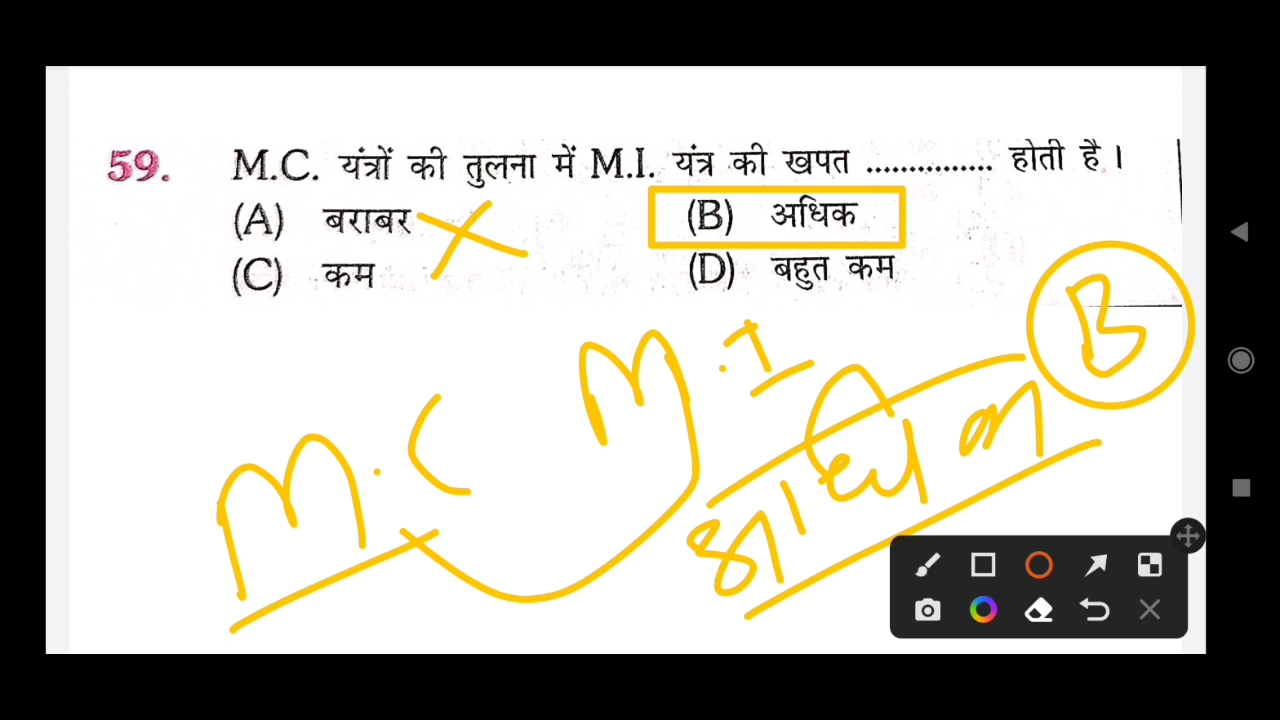 59. M.C. यंत्रों की तुलना में M.I. यंत्र की खपत ............... होती है।
(A) बराबर (B) अधिक
(C) कम (D) बहुत कम
B
M.C M.I अधिक